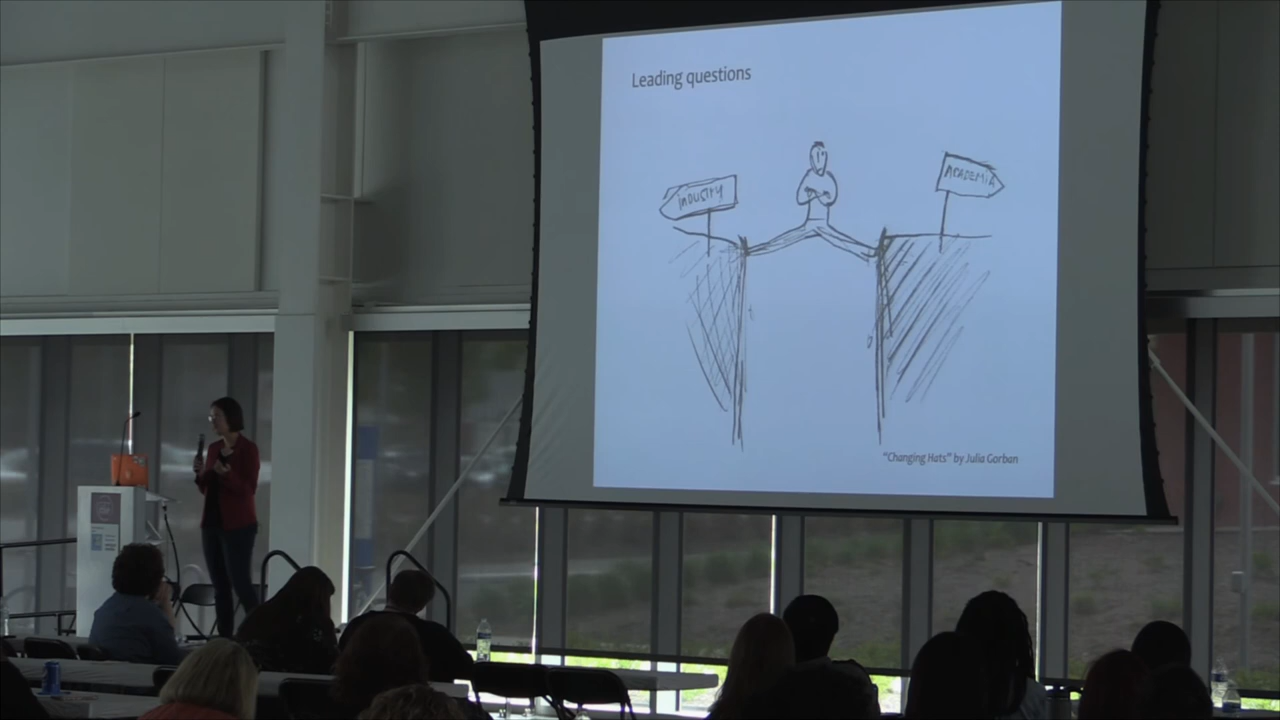 Leading questions
INDUSTRY
ACADEMIA
"Changing Hats" by Julia Gorban